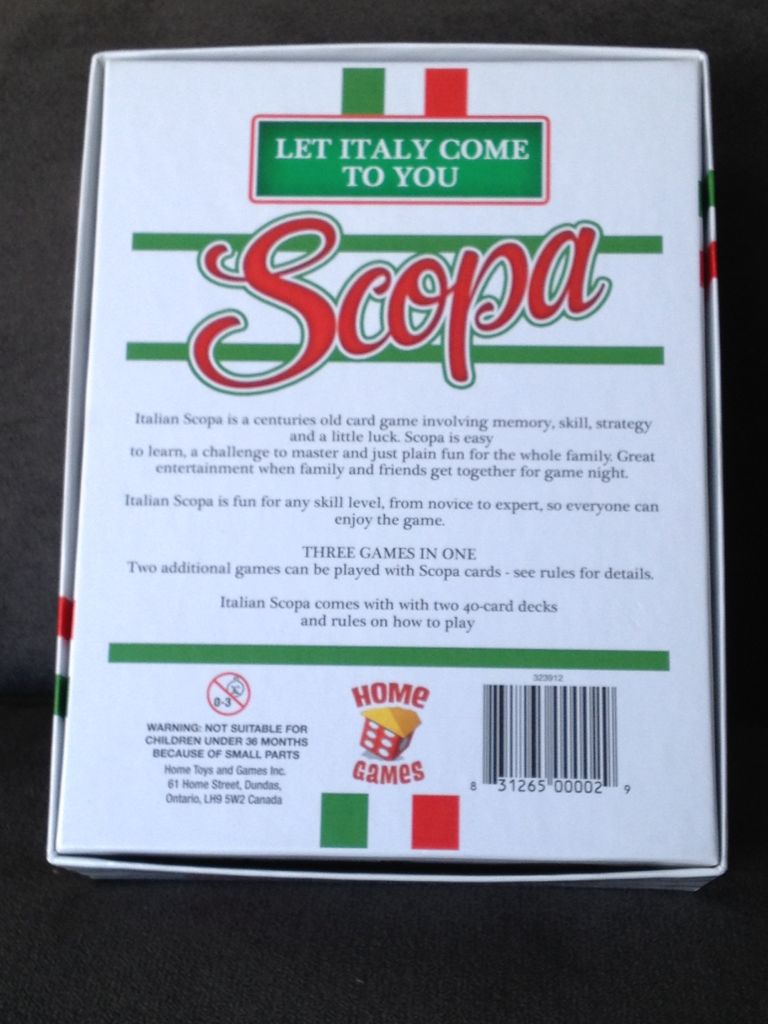 LET ITALY COME
TO YOU
Scopa
Italian Scopa is a centuries old card game involving memory, skill, strategy
and a little luck. Scopa is easy
to learn, a challenge to master and just plain fun for the whole family. Great
entertainment when family and friends get together for game night.
Italian Scopa is fun for any skill level, from novice to expert, so everyone can
enjoy the game.
THREE GAMES IN ONE
Two additional games can be played with Scopa cards - see rules for details.
Italian Scopa comes with with two 40-card decks
and rules on how to play
0-3
WARNING: NOT SUITABLE FOR
CHILDREN UNDER 36 MONTHS
BECAUSE OF SMALL PARTS
Home Toys and Games Inc.
61 Home Street, Dundas,
Ontario, LH9 5W2 Canada
HOME
GAMES
323912
8 31265 00002 9